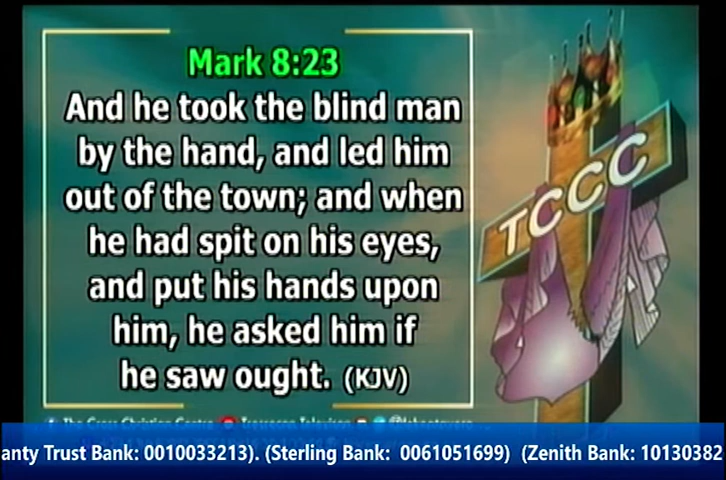 Mark 8:23
And he took the blind man
by the hand, and led him
out of the town; and when
he had spit on his eyes,
and put his hands upon
him, he asked him if
he saw ought. (KJV)
TCCC
anty Trust Bank: 0010033213). (Sterling Bank: 0061051699) (Zenith Bank: 10130382